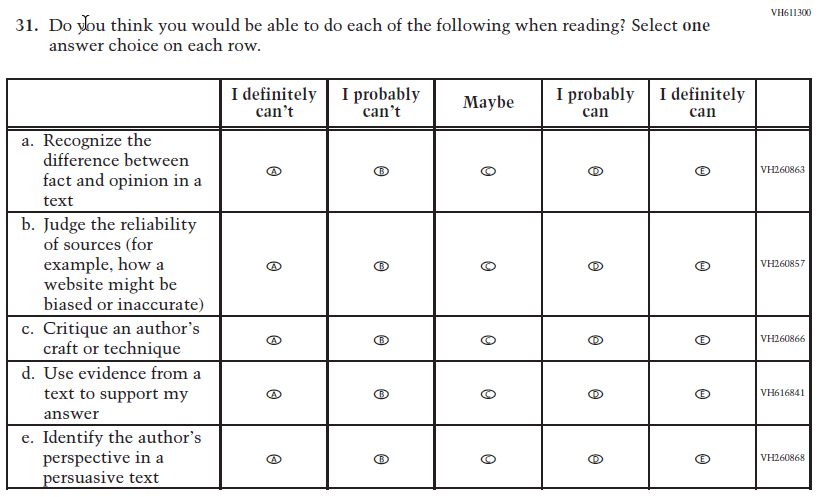 VH611300
31. Do you think you would be able to do each of the following when reading? Select one
answer choice on each row.
I definitely can't I probably can't Maybe I probably can I definitely can
a. Recognize the
difference between
fact and opinion in a
text
A B C D E VH260863
b. Judge the reliability
of sources (for
example, how a
website might be
biased or inaccurate)
A B C D E VH260857
c. Critique an author's
craft or technique
A B C D E VH260866
d. Use evidence from a
text to support my
answer
A B C D E VH616841
e. Identify the author's
perspective in a
persuasive text
A B C D E VH260868